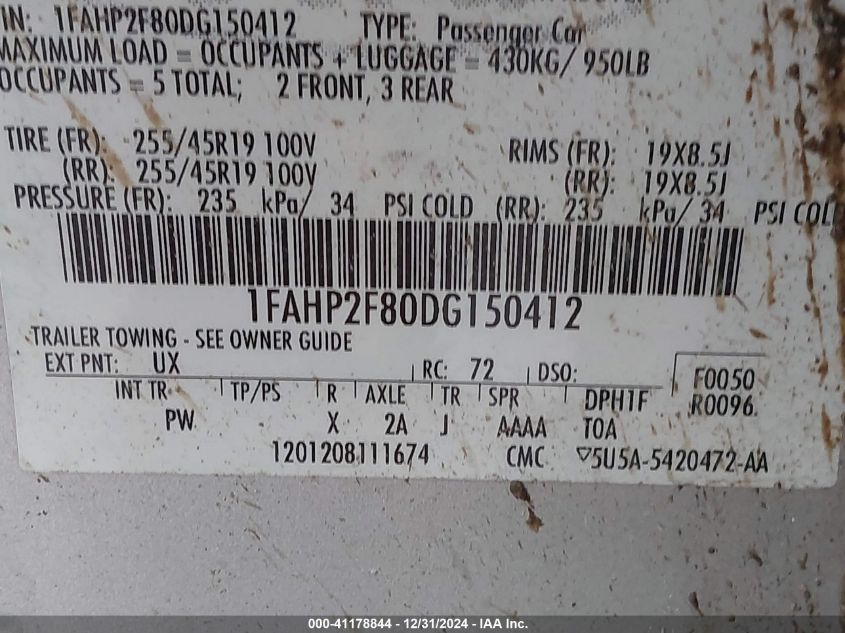 IN: 1FAHP2F80DG150412 TYPE: Passenger Car
MAXIMUM LOAD = OCCUPANTS + LUGGAGE = 430KG/ 950LB
OCCUPANTS = 5 TOTAL; 2 FRONT, 3 REAR
TIRE (FR): 255/45R19 100V RIMS (FR): 19X8.5J
(RR): 255/45R19 100V (RR): 19X8.5J
PRESSURE (FR): 235 kPa/ 34 PSI COLD (RR): 235 kPa/ 34 PSI COL
1FAHP2F80DG150412
TRAILER TOWING - SEE OWNER GUIDE
EXT PNT: UX RC: 72 DSO: F0050
INT TR TP/PS R AXLE TR SPR DPHTF R0096
PW X 2A J AAAA TOA
1201208111674 CMC ▽5U5A-5420472-AA
000-41178844 - 12/31/2024 - IAA Inc.